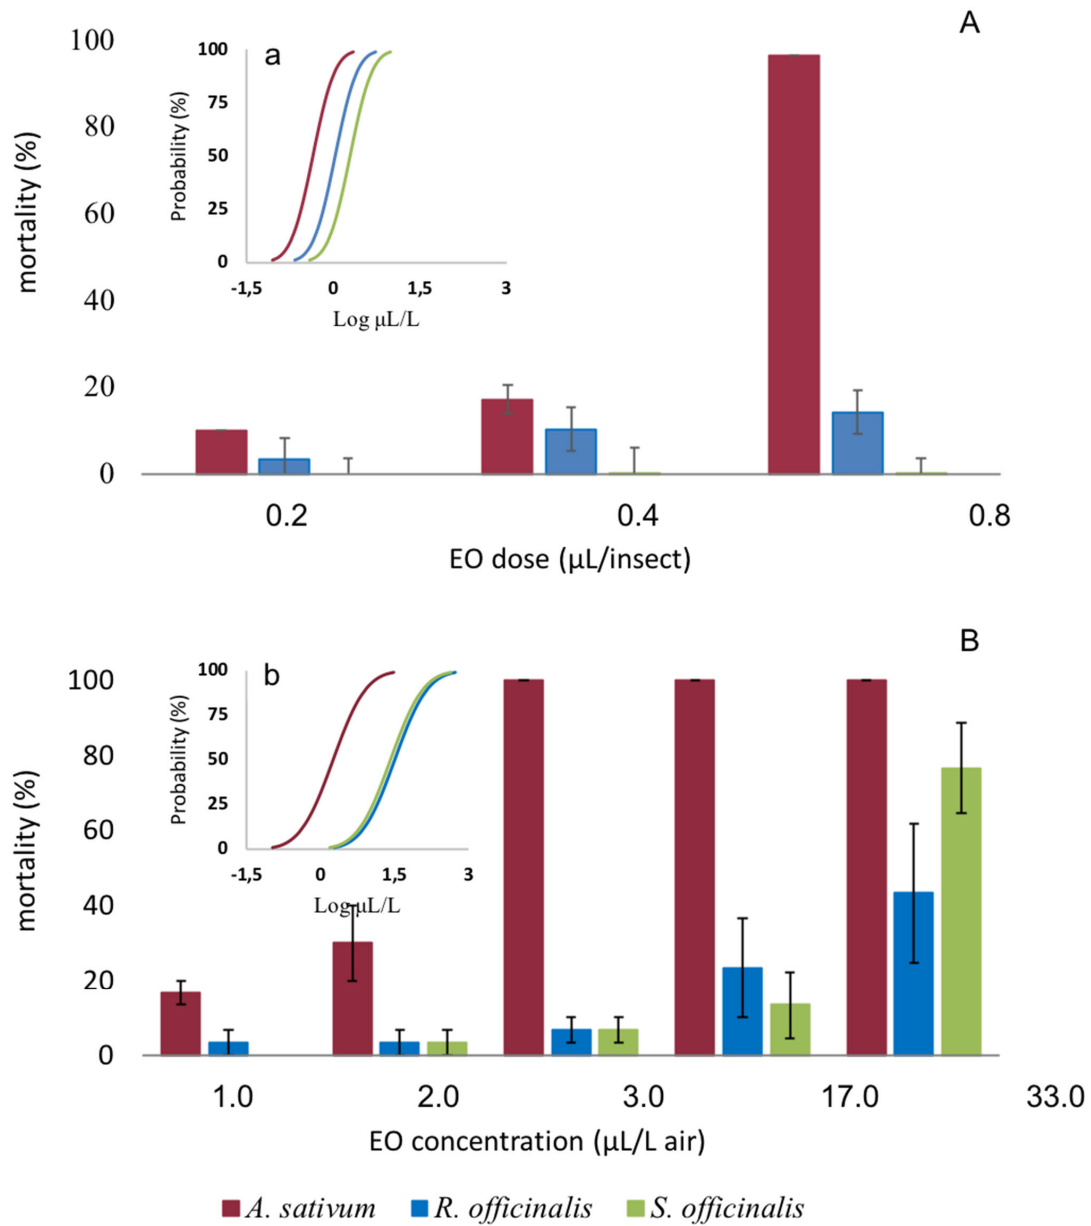 A
100
80
60
40
20
0
mortality (%)
a
100
75
50
25
0
Probability (%)
-1,5 0 1,5 3
Log µL/L
0.2 0.4 0.8
EO dose (µL/insect)
B
100
80
60
40
20
0
mortality (%)
b
100
75
50
25
0
Probability (%)
-1,5 0 1,5 3
Log µL/L
1.0 2.0 3.0 17.0 33.0
EO concentration (µL/L air)
A. sativum R. officinalis S. officinalis